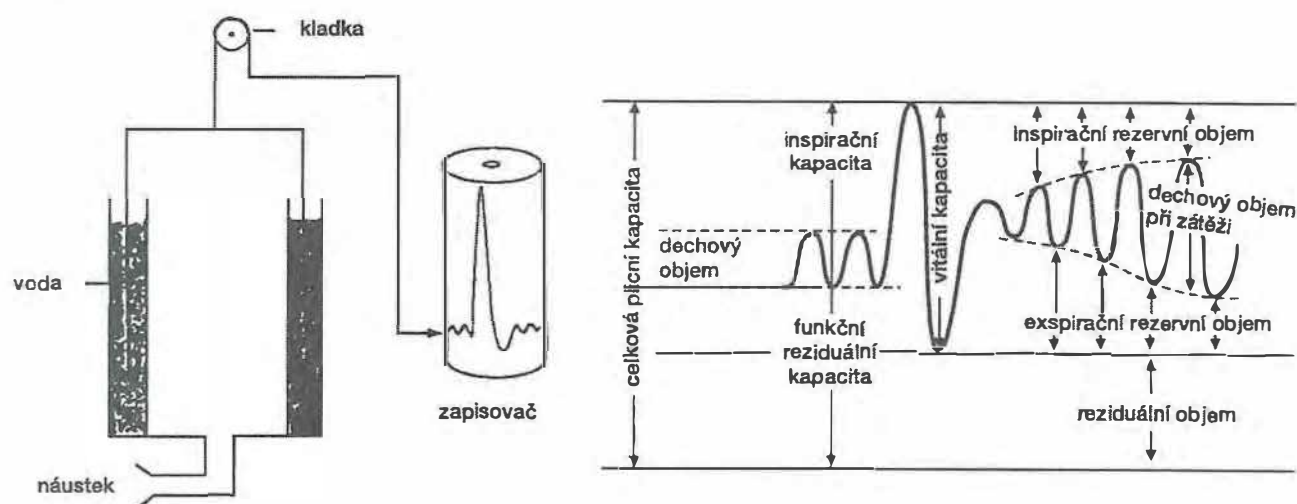 kladka
voda
náustek
zapisovač
celková plicní kapacita
dechový
objem
inspirační
kapacita
funkční
reziduální
kapacita
vitální kapacita
inspirační rezervní objem
dechový objem
při zátěži
exspirační rezervní objem
reziduální objem